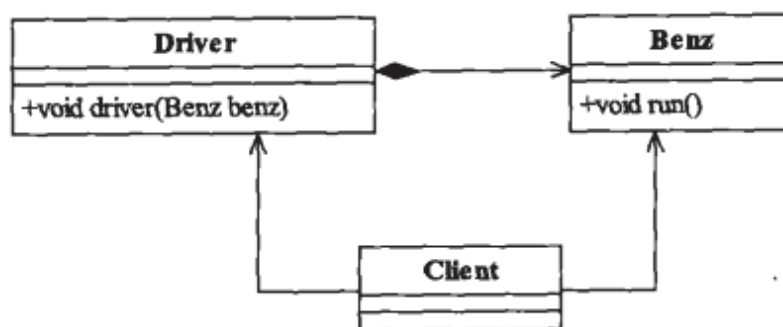 Driver
+void driver(Benz benz)
Benz
+void run()
Client